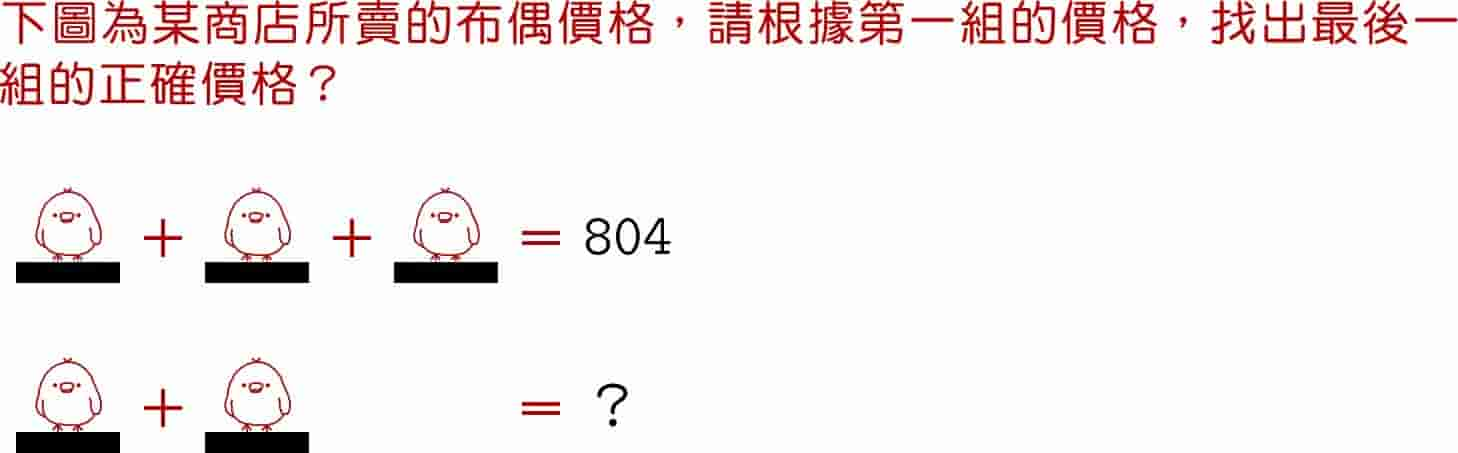 下圖為某商店所賣的布偶價格，請根據第一組的價格，找出最後一
組的正確價格？
+ + = 804
+ = ?